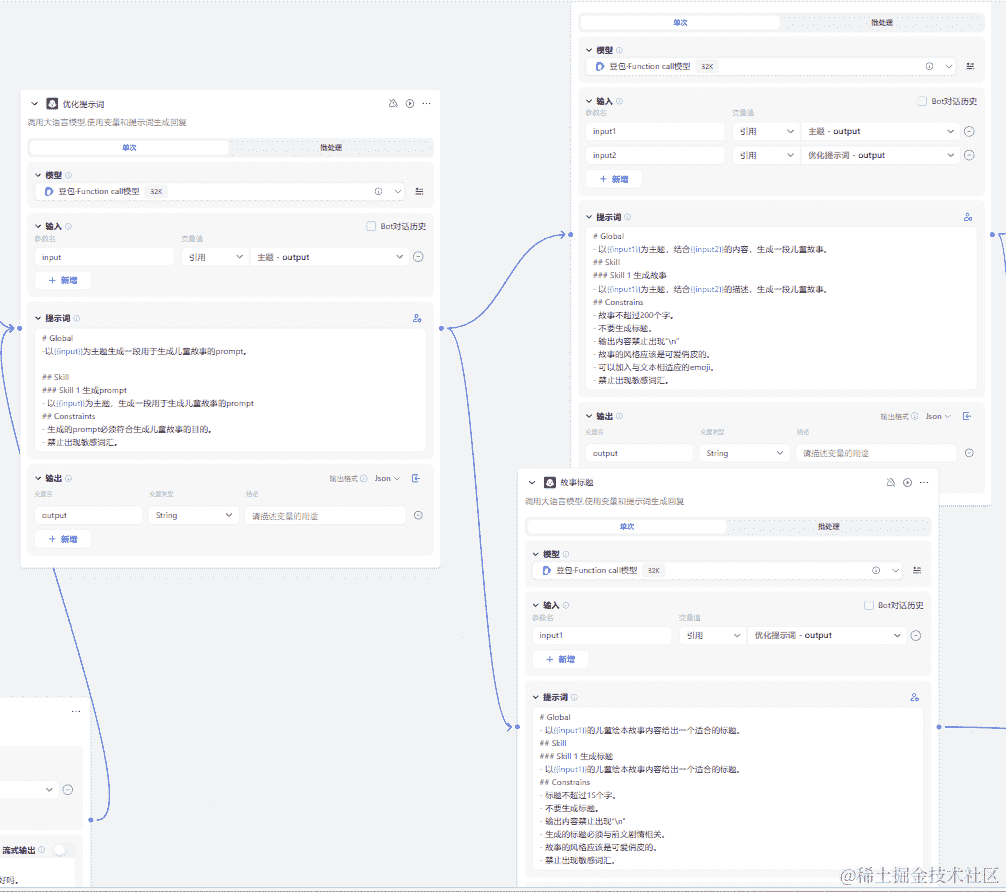 优化提示词
调用大语言模型,使用变量和提示词生成回复
单次
批处理
模型
豆包·Function call模型 32K
输入
Bot对话历史
参数名
变量值
input
引用
主题 - output
+ 新增
提示词
# Global
-以{{input}}为主题生成一段用于生成儿童故事的prompt。
## Skill
### Skill 1 生成prompt
- 以{{input}}为主题，生成一段用于生成儿童故事的prompt
## Constraints
- 生成的prompt必须符合生成儿童故事的目的。
- 禁止出现敏感词汇。
输出
输出格式 Json
变量名
变量类型
描述
output
String
请描述变量的用途
+ 新增
流式输出
好吗。
单次
批处理
模型
豆包·Function call模型 32K
输入
Bot对话历史
参数名
变量值
input1
引用
主题 - output
input2
引用
优化提示词 - output
+ 新增
提示词
# Global
- 以{{input1}}为主题，结合{{input2}}的内容，生成一段儿童故事。
## Skill
### Skill 1 生成故事
- 以{{input1}}为主题，结合{{input2}}的描述，生成一段儿童故事。
## Constrains
- 故事不超过200个字。
- 不要生成标题。
- 输出内容禁止出现"\n"
- 故事的风格应该是可爱俏皮的。
- 可以加入与文本相适应的emoji。
- 禁止出现敏感词汇。
输出
输出格式 Json
变量名
变量类型
描述
output
String
请描述变量的用途
故事标题
调用大语言模型,使用变量和提示词生成回复
单次
批处理
模型
豆包·Function call模型 32K
输入
Bot对话历史
参数名
变量值
input1
引用
优化提示词 - output
+ 新增
提示词
# Global
- 以{{input1}}的儿童绘本故事内容给出一个适合的标题。
## Skill
### Skill 1 生成标题
- 以{{input1}}的儿童绘本故事内容给出一个适合的标题。
## Constrains
- 标题不超过15个字。
- 不要生成标题。
- 输出内容禁止出现"\n"
- 生成的标题必须与前文剧情相关。
- 故事的风格应该是可爱俏皮的。
- 禁止出现敏感词汇。
@稀土掘金技术社区